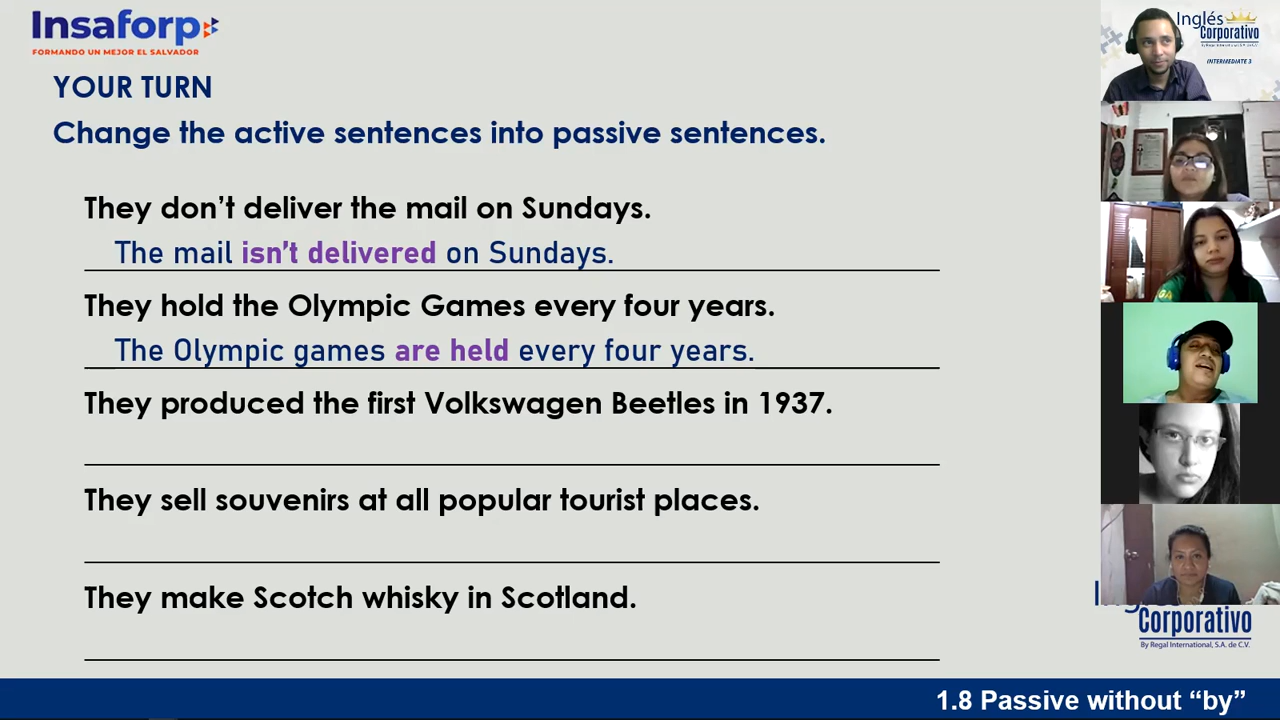 Insaforp
FORMANDO UN MEJOR EL SALVADOR
Inglés
Corporativo
By Regal International, S.A. de C.V.
INTERMEDIATE 3
YOUR TURN
Change the active sentences into passive sentences.
They don't deliver the mail on Sundays.
The mail isn't delivered on Sundays.
They hold the Olympic Games every four years.
The Olympic games are held every four years.
They produced the first Volkswagen Beetles in 1937.
They sell souvenirs at all popular tourist places.
They make Scotch whisky in Scotland.
Corporativo
By Regal International, S.A. de C.V.
1.8 Passive without “by”